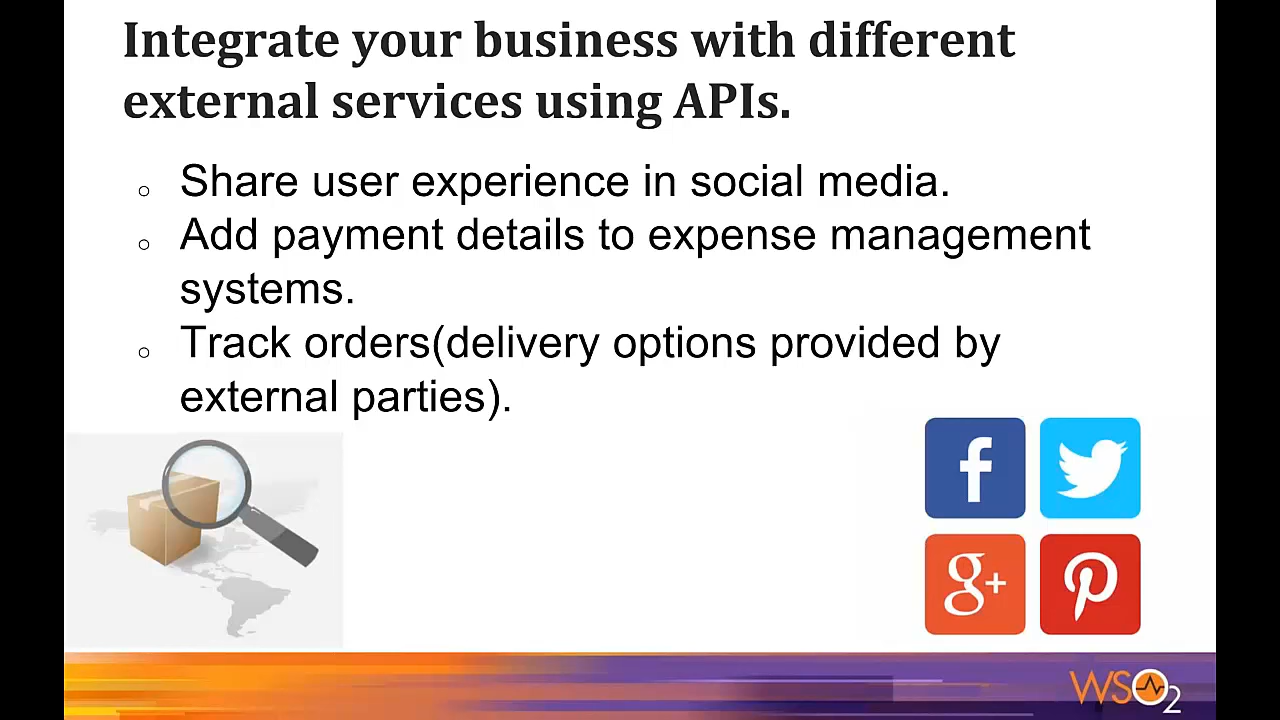 Integrate your business with different
external services using APIs.
○ Share user experience in social media.
○ Add payment details to expense management
systems.
○ Track orders(delivery options provided by
external parties).
f
g+
WSO2